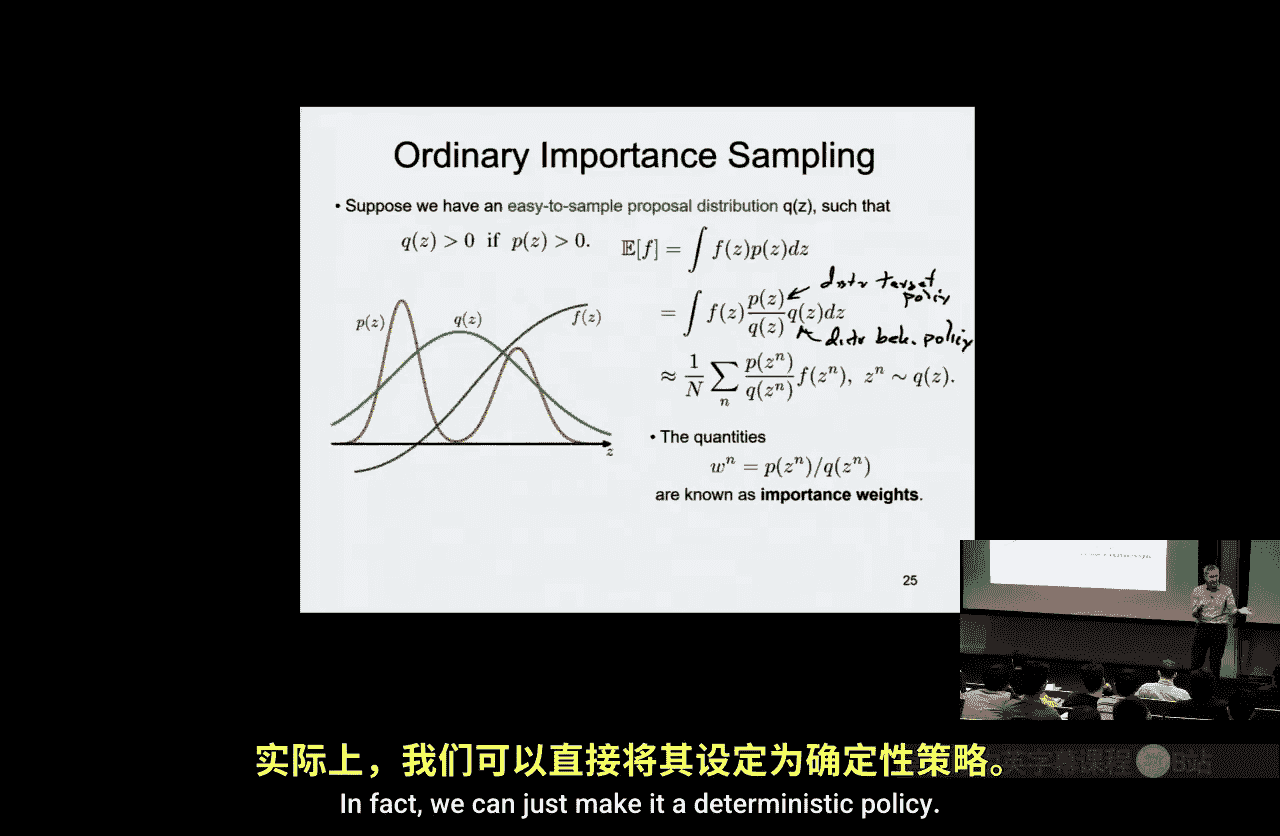 Ordinary Importance Sampling
• Suppose we have an easy-to-sample proposal distribution q(z), such that
q(z) > 0 if p(z) > 0.
𝔼[f] = ∫ f(z)p(z)dz
= ∫ f(z) p(z)/q(z) q(z)dz
distr target policy
distr beh. policy
≈ 1/N ∑ₙ p(zⁿ)/q(zⁿ) f(zⁿ), zⁿ ∼ q(z).
p(z)
q(z)
f(z)
z
• The quantities
wⁿ = p(zⁿ)/q(zⁿ)
are known as importance weights.
25
实际上，我们可以直接将其设定为确定性策略。
In fact, we can just make it a deterministic policy.